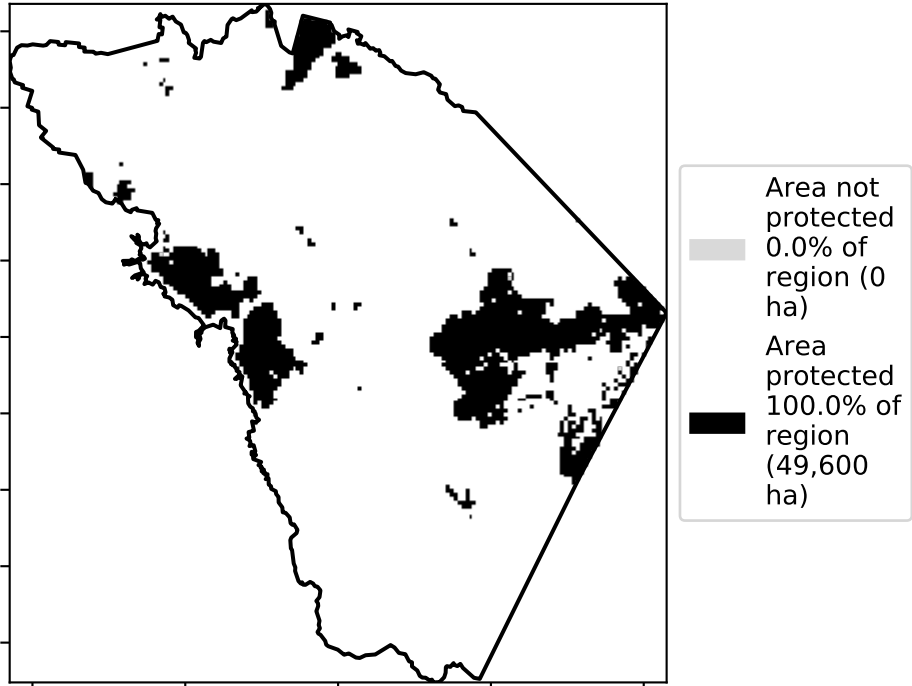 Area not
protected
0.0% of
region (0
ha)
Area
protected
100.0% of
region
(49,600
ha)